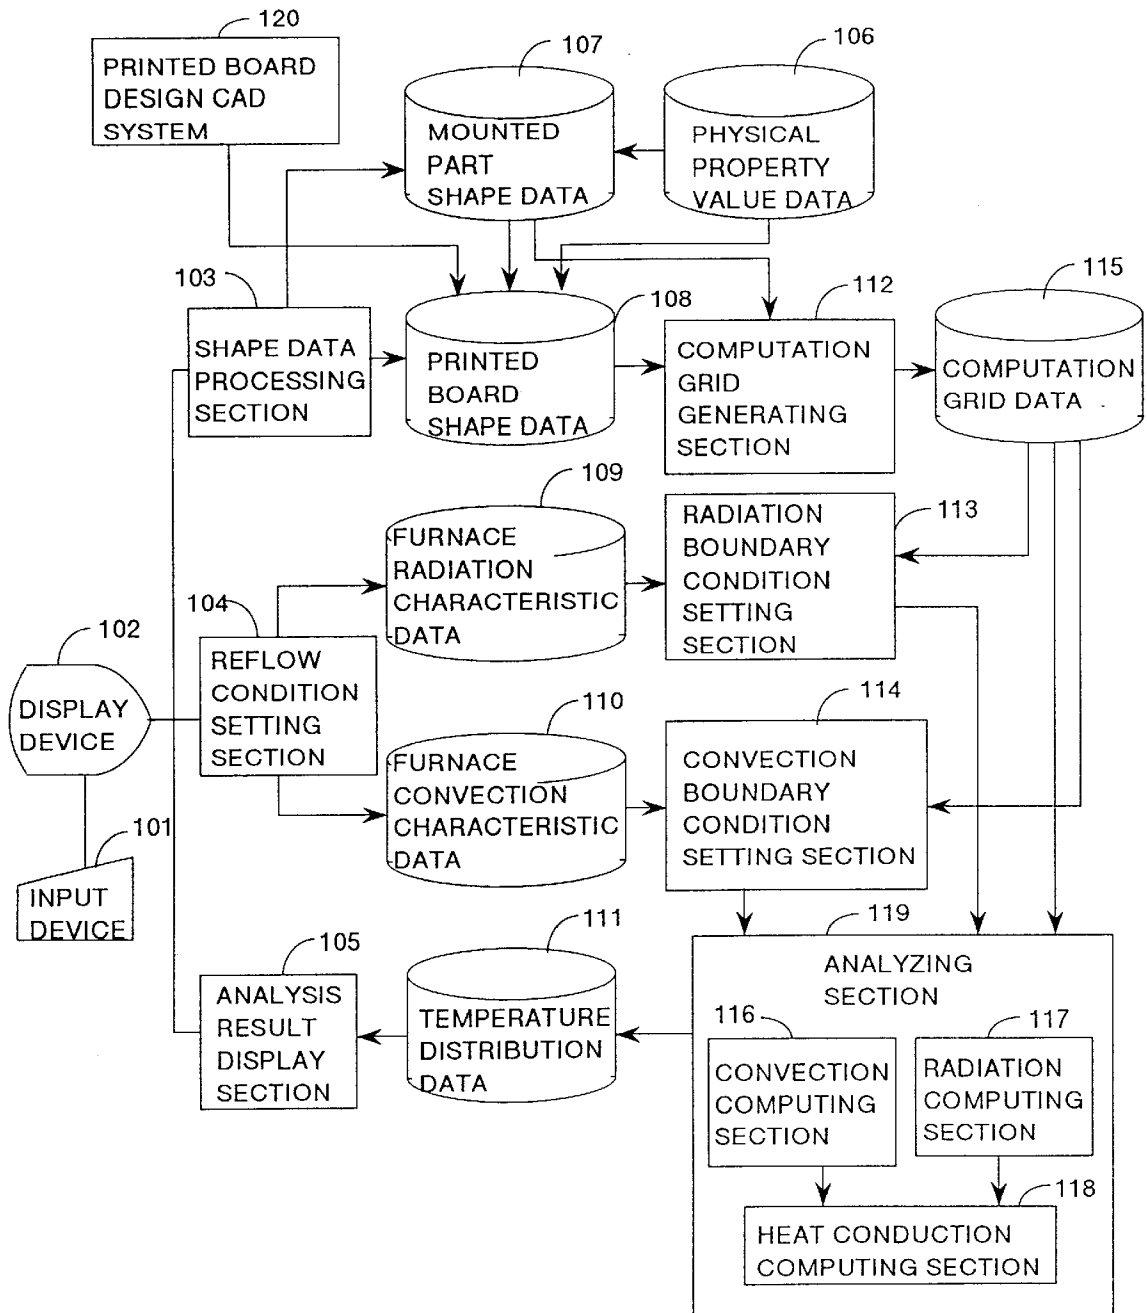 120
PRINTED BOARD
DESIGN CAD
SYSTEM
107
MOUNTED
PART
SHAPE DATA
106
PHYSICAL
PROPERTY
VALUE DATA
103
SHAPE DATA
PROCESSING
SECTION
108
PRINTED
BOARD
SHAPE DATA
112
COMPUTATION
GRID
GENERATING
SECTION
115
COMPUTATION
GRID DATA
109
FURNACE
RADIATION
CHARACTERISTIC
DATA
113
RADIATION
BOUNDARY
CONDITION
SETTING
SECTION
102
DISPLAY
DEVICE
104
REFLOW
CONDITION
SETTING
SECTION
110
FURNACE
CONVECTION
CHARACTERISTIC
DATA
114
CONVECTION
BOUNDARY
CONDITION
SETTING SECTION
101
INPUT
DEVICE
105
ANALYSIS
RESULT
DISPLAY
SECTION
111
TEMPERATURE
DISTRIBUTION
DATA
119
ANALYZING
SECTION
116
CONVECTION
COMPUTING
SECTION
117
RADIATION
COMPUTING
SECTION
118
HEAT CONDUCTION
COMPUTING SECTION